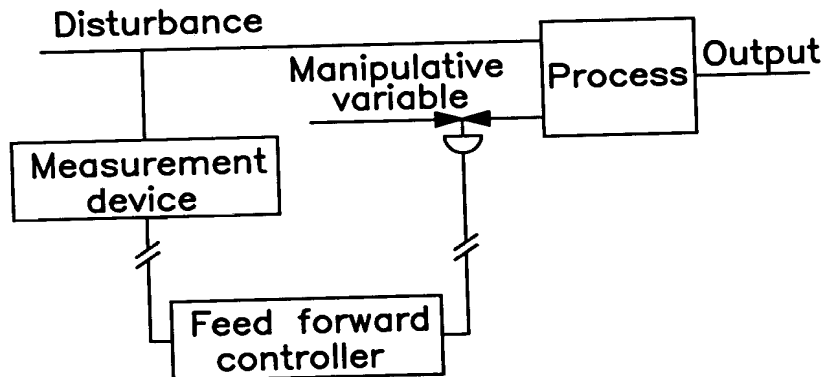 Disturbance
Manipulative
variable
Process
Output
Measurement
device
Feed forward
controller